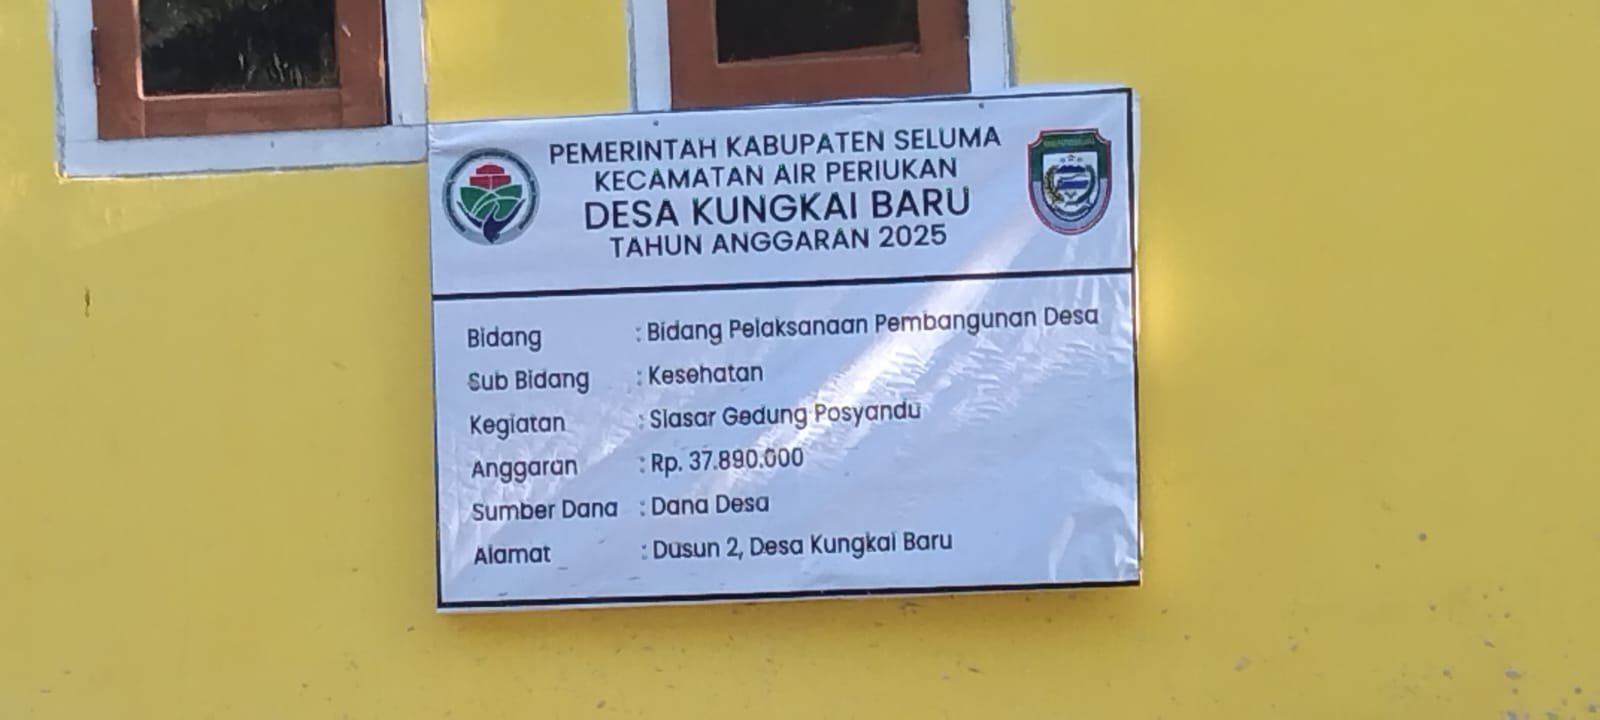 PEMERINTAH KABUPATEN SELUMA
KECAMATAN AIR PERIUKAN
DESA KUNGKAI BARU
TAHUN ANGGARAN 2025
Bidang : Bidang Pelaksanaan Pembangunan Desa
Sub Bidang : Kesehatan
Kegiatan : Slasar Gedung Posyandu
Anggaran : Rp. 37.890.000
Sumber Dana : Dana Desa
Alamat : Dusun 2, Desa Kungkai Baru